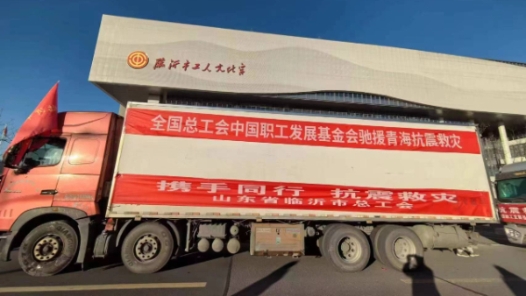 临沂市工人文化宫
全国总工会中国职工发展基金会驰援青海抗震救灾
携手同行 抗震救灾
山东省临沂市总工会